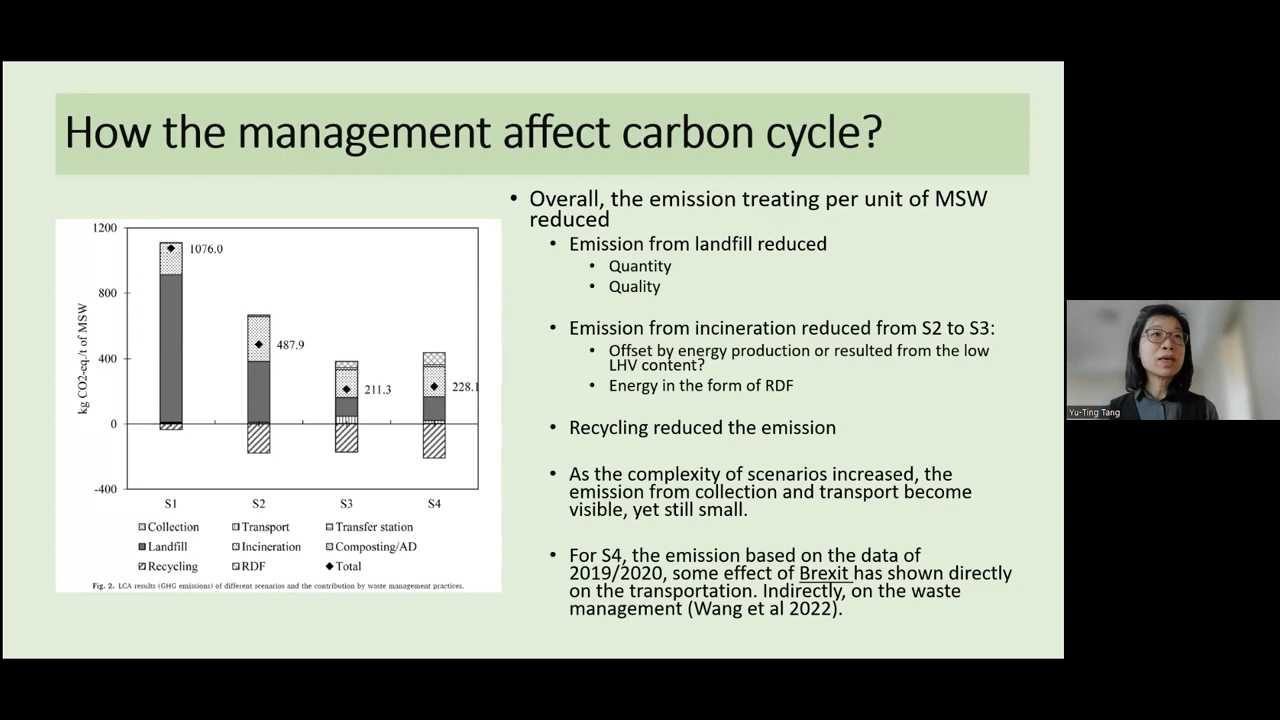 How the management affect carbon cycle?
• Overall, the emission treating per unit of MSW
reduced
• Emission from landfill reduced
• Quantity
• Quality
• Emission from incineration reduced from S2 to S3:
• Offset by energy production or resulted from the low
LHV content?
• Energy in the form of RDF
• Recycling reduced the emission
• As the complexity of scenarios increased, the
emission from collection and transport become
visible, yet still small.
• For S4, the emission based on the data of
2019/2020, some effect of Brexit has shown directly
on the transportation. Indirectly, on the waste
management (Wang et al 2022).
kg CO2-eq./t of MSW
1200
800
400
0
-400
1076.0
487.9
211.3
228.1
S1 S2 S3 S4
Collection Transport Transfer station
Landfill Incineration Composting/AD
Recycling RDF Total
Fig. 2. LCA results (GHG emissions) of different scenarios and the contribution by waste management practices.
Yu-Ting Tang